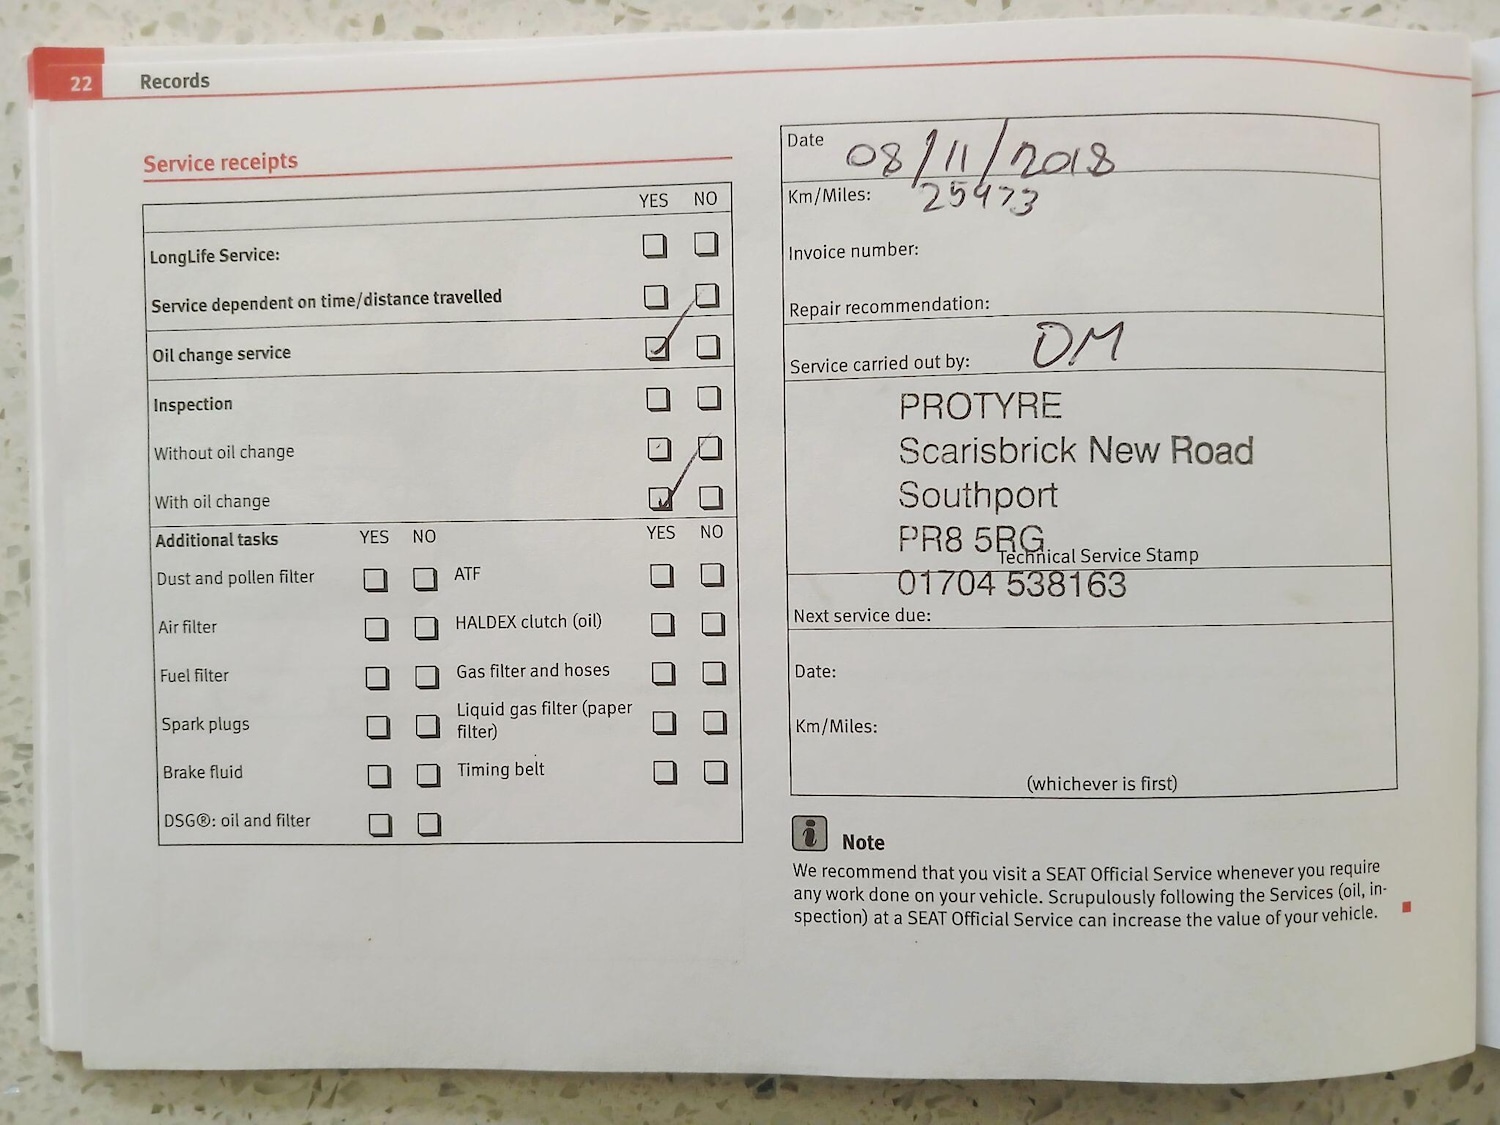 22 Records
Service receipts
YES NO
LongLife Service:
Service dependent on time/distance travelled
Oil change service
Inspection
Without oil change
With oil change
Additional tasks YES NO YES NO
Dust and pollen filter ATF
Air filter HALDEX clutch (oil)
Fuel filter Gas filter and hoses
Spark plugs Liquid gas filter (paper
filter)
Brake fluid Timing belt
DSG®: oil and filter
Date 08/11/2018
Km/Miles: 25473
Invoice number:
Repair recommendation:
Service carried out by: DM
PROTYRE
Scarisbrick New Road
Southport
PR8 5RG
Technical Service Stamp
01704 538163
Next service due:
Date:
Km/Miles:
(whichever is first)
i Note
We recommend that you visit a SEAT Official Service whenever you require
any work done on your vehicle. Scrupulously following the Services (oil, in-
spection) at a SEAT Official Service can increase the value of your vehicle.